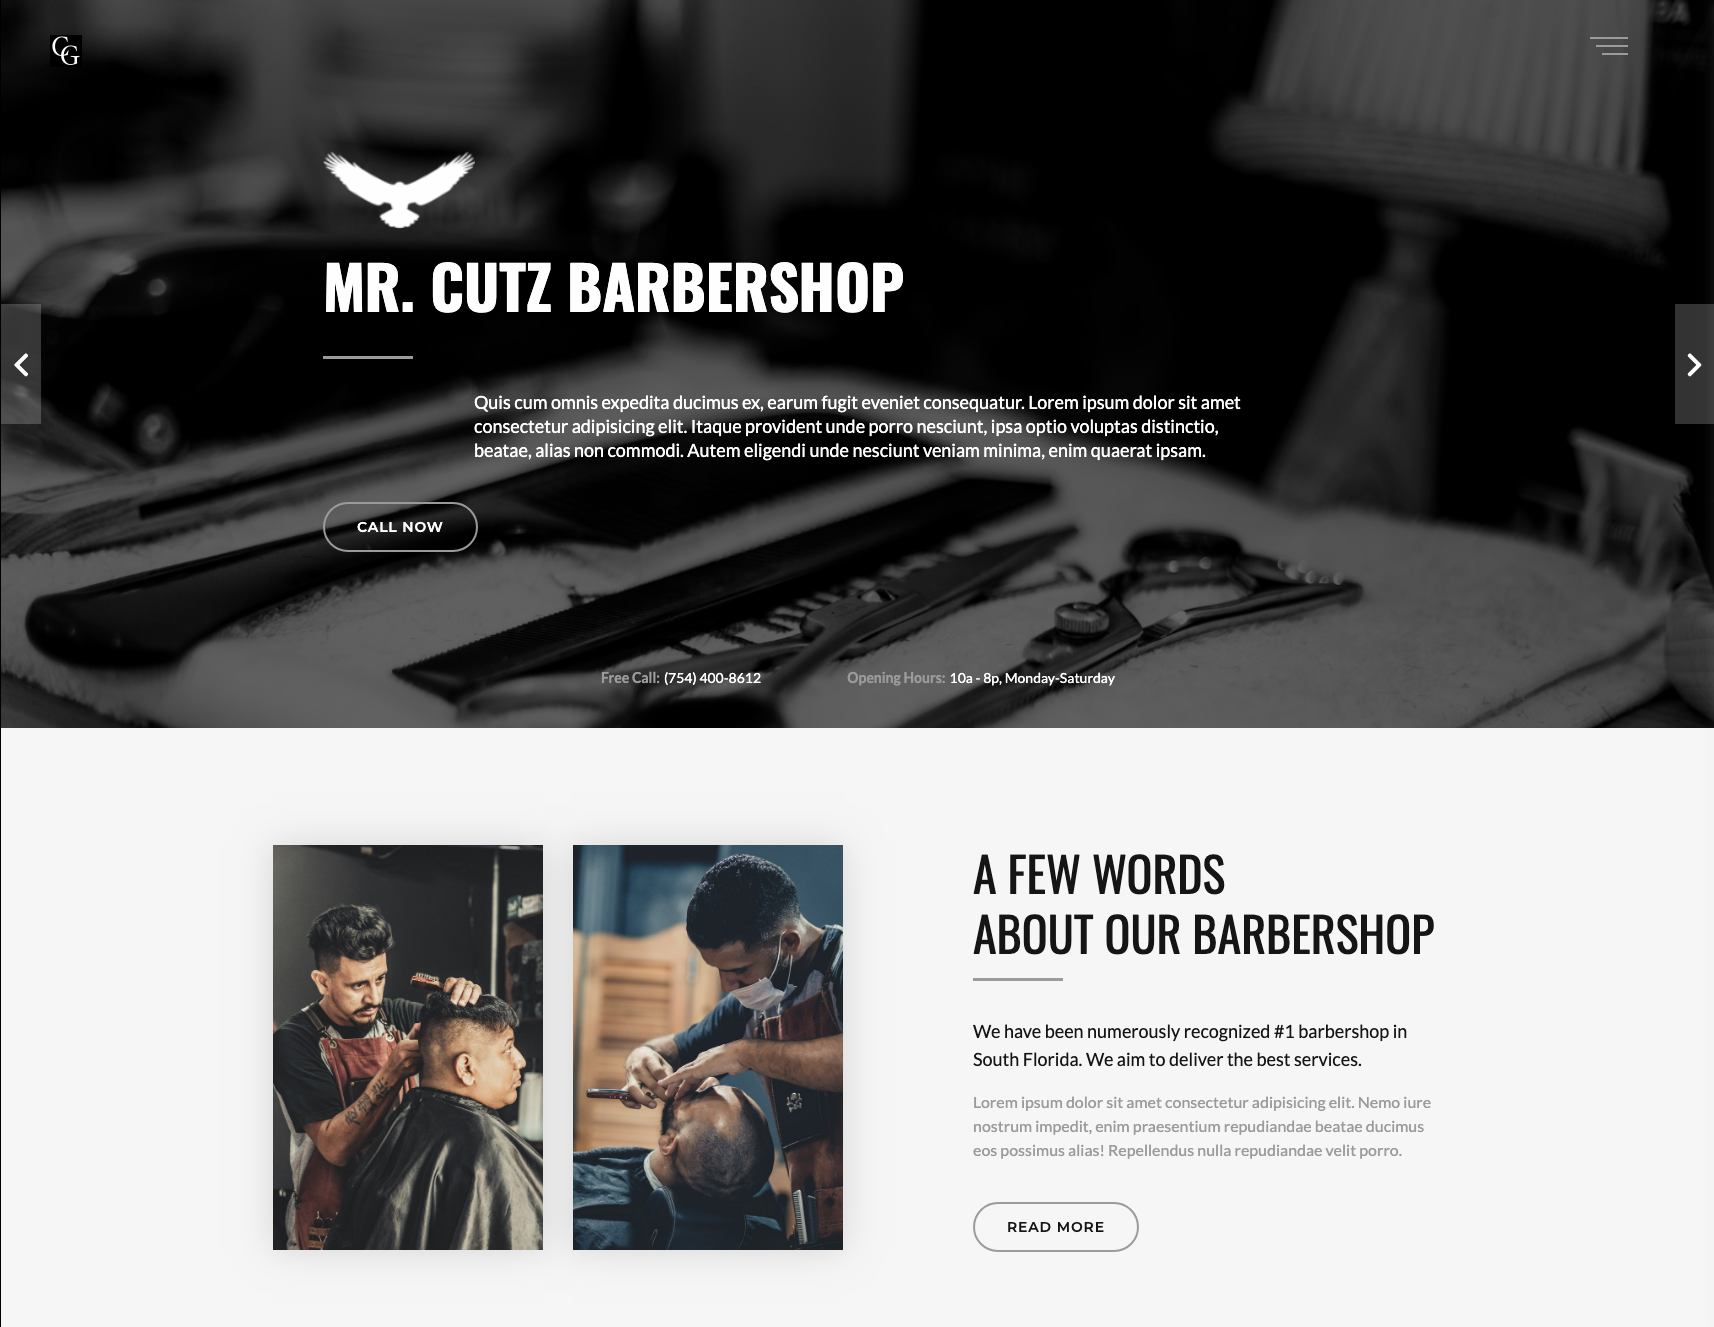 CG
MR. CUTZ BARBERSHOP
Quis cum omnis expedita ducimus ex, earum fugit eveniet consequatur. Lorem ipsum dolor sit amet
consectetur adipisicing elit. Itaque provident unde porro nesciunt, ipsa optio voluptas distinctio,
beatae, alias non commodi. Autem eligendi unde nesciunt veniam minima, enim quaerat ipsam.
CALL NOW
Free Call: (754) 400-8612 Opening Hours: 10a - 8p, Monday-Saturday
A FEW WORDS
ABOUT OUR BARBERSHOP
We have been numerously recognized #1 barbershop in
South Florida. We aim to deliver the best services.
Lorem ipsum dolor sit amet consectetur adipisicing elit. Nemo iure
nostrum impedit, enim praesentium repudiandae beatae ducimus
eos possimus alias! Repellendus nulla repudiandae velit porro.
READ MORE